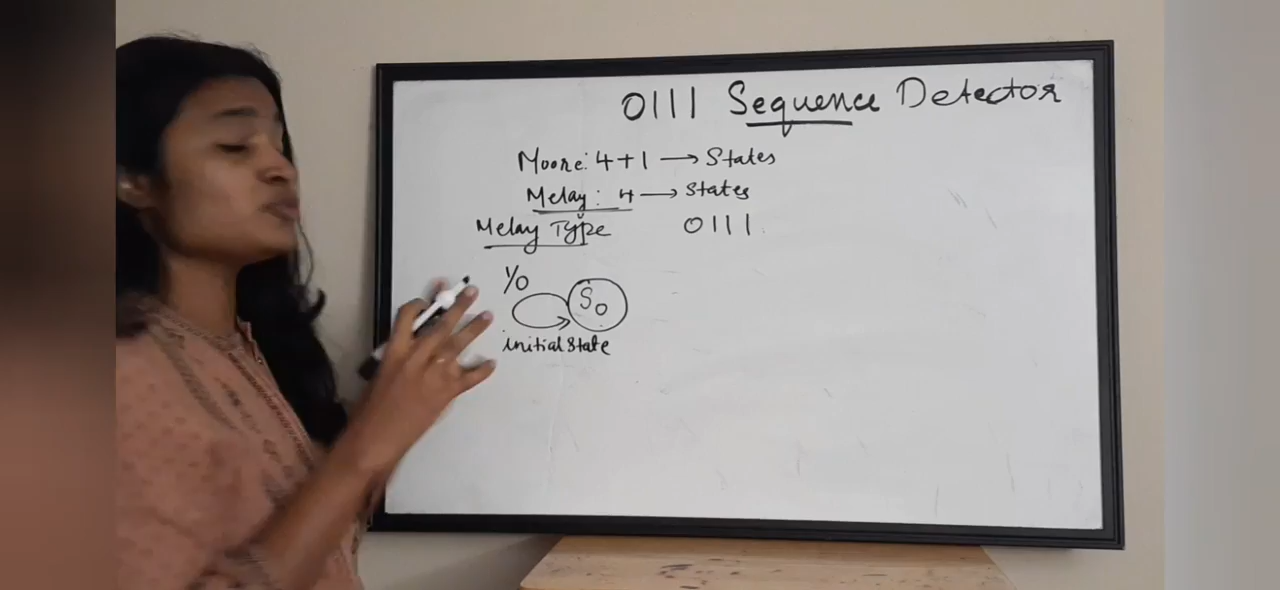 0111 Sequence Detector
Moore: 4+1 → States
Melay: 4 → States
Melay Type 0111
1/0 S0
initial state